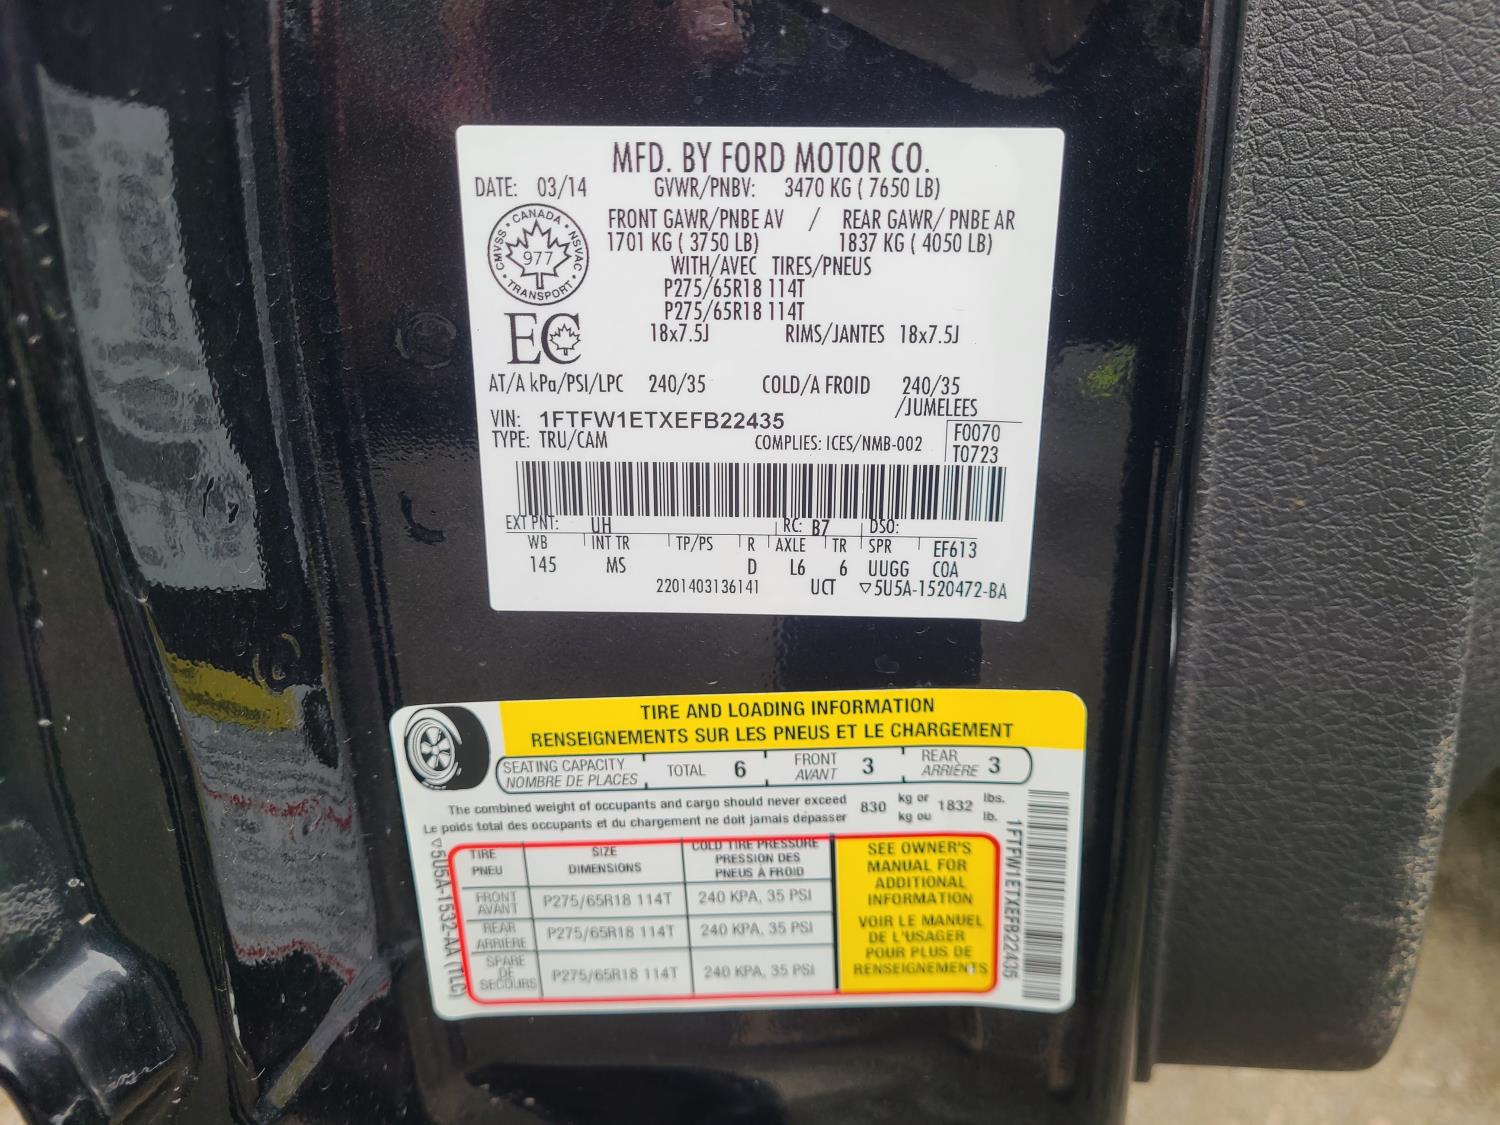 MFD. BY FORD MOTOR CO.
DATE: 03/14 GVWR/PNBV: 3470 KG ( 7650 LB)
FRONT GAWR/PNBE AV / REAR GAWR/ PNBE AR
1701 KG ( 3750 LB) 1837 KG ( 4050 LB)
WITH/AVEC TIRES/PNEUS
P275/65R18 114T
P275/65R18 114T
18x7.5J RIMS/JANTES 18x7.5J
CANADA
CMVSS NSVAC
977
TRANSPORT
EC
AT/A kPa/PSI/LPC 240/35 COLD/A FROID 240/35
/JUMELEES
VIN: 1FTFW1ETXEFB22435
TYPE: TRU/CAM COMPLIES: ICES/NMB-002
F0070
T0723
EXT PNT: UH RC: B7 DSO:
WB INT TR TP/PS R AXLE TR SPR EF613
145 MS D L6 6 UUGG COA
2201403136141 UCT ▽5U5A-1520472-BA
TIRE AND LOADING INFORMATION
RENSEIGNEMENTS SUR LES PNEUS ET LE CHARGEMENT
SEATING CAPACITY TOTAL 6 FRONT 3 REAR 3
NOMBRE DE PLACES AVANT ARRIÈRE
The combined weight of occupants and cargo should never exceed 830 kg or 1832 lbs.
Le poids total des occupants et du chargement ne doit jamais dépasser kg ou lb.
TIRE SIZE COLD TIRE PRESSURE
PNEU DIMENSIONS PRESSION DES
PNEUS À FROID
FRONT
AVANT P275/65R18 114T 240 KPA, 35 PSI
REAR
ARRIÈRE P275/65R18 114T 240 KPA, 35 PSI
SPARE
DE
SECOURS P275/65R18 114T 240 KPA, 35 PSI
SEE OWNER'S
MANUAL FOR
ADDITIONAL
INFORMATION
VOIR LE MANUEL
DE L'USAGER
POUR PLUS DE
RENSEIGNEMENTS
▽5U5A-1532-AA (TLC)
1FTFW1ETXEFB22435